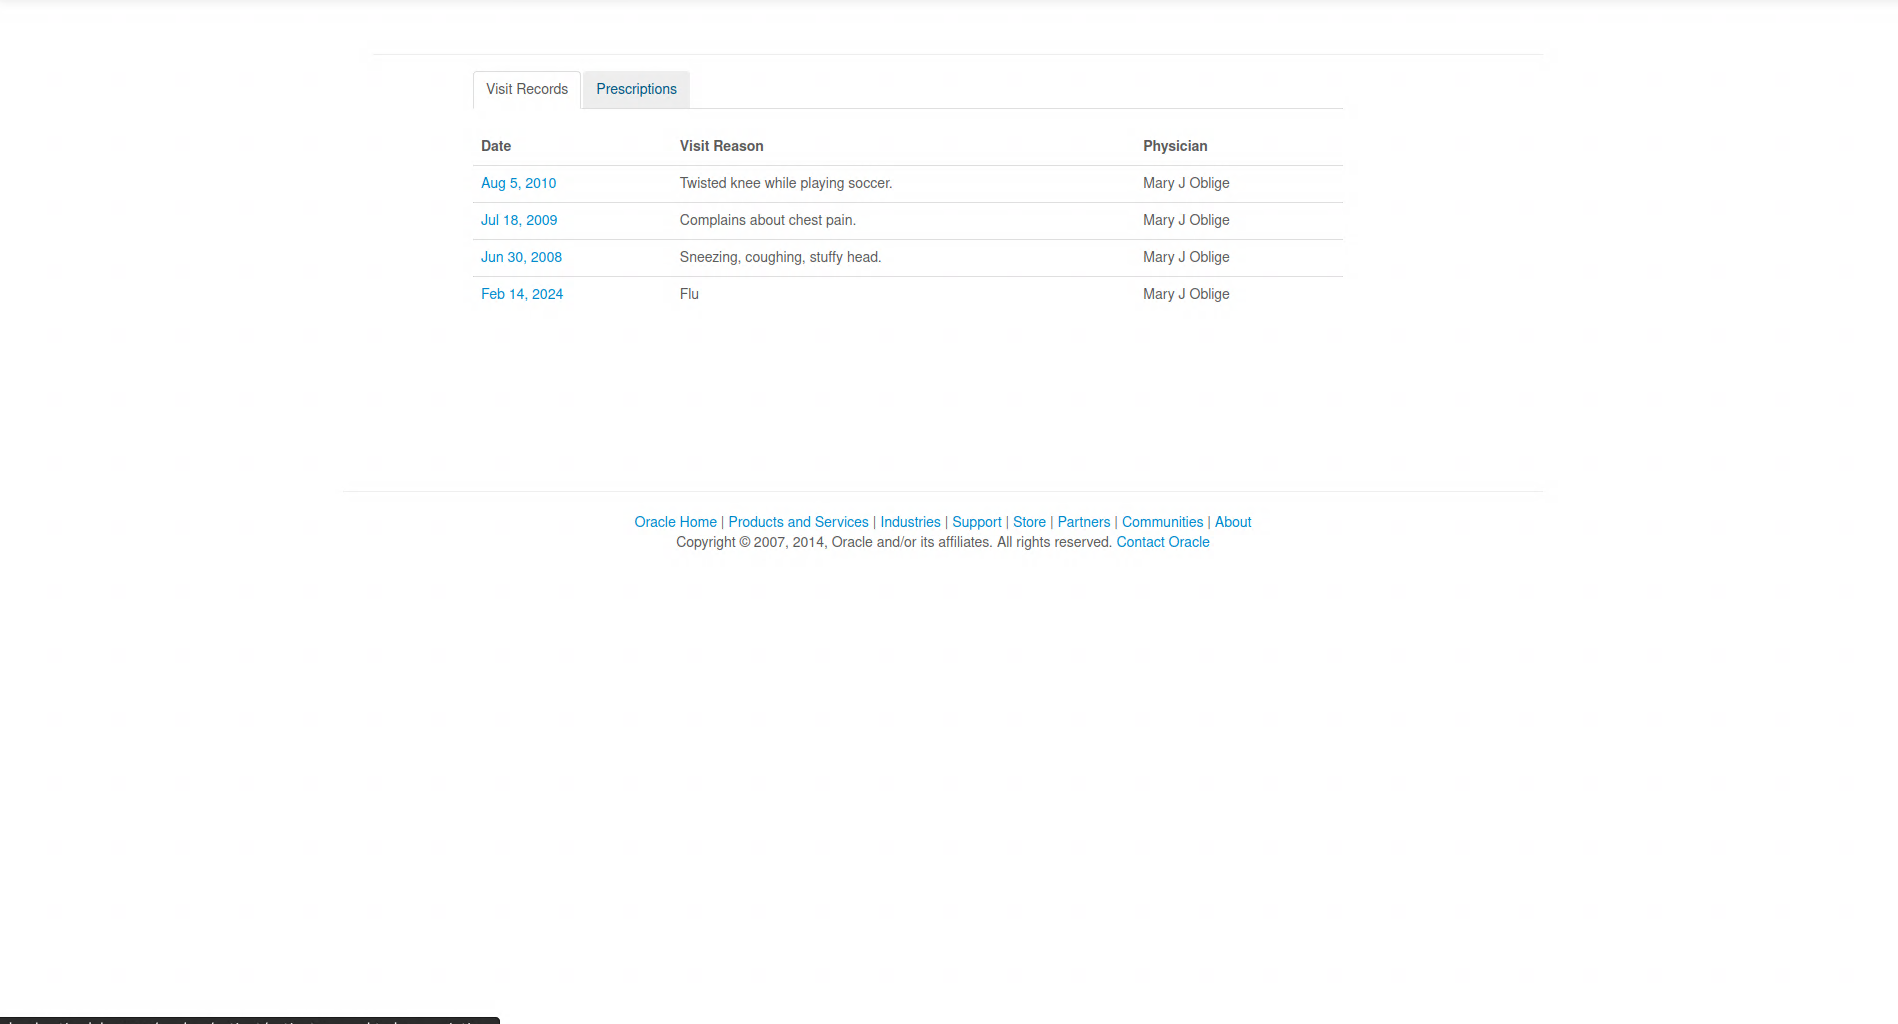 Visit Records Prescriptions
Date Visit Reason Physician
Aug 5, 2010 Twisted knee while playing soccer. Mary J Oblige
Jul 18, 2009 Complains about chest pain. Mary J Oblige
Jun 30, 2008 Sneezing, coughing, stuffy head. Mary J Oblige
Feb 14, 2024 Flu Mary J Oblige
Oracle Home | Products and Services | Industries | Support | Store | Partners | Communities | About
Copyright © 2007, 2014, Oracle and/or its affiliates. All rights reserved. Contact Oracle